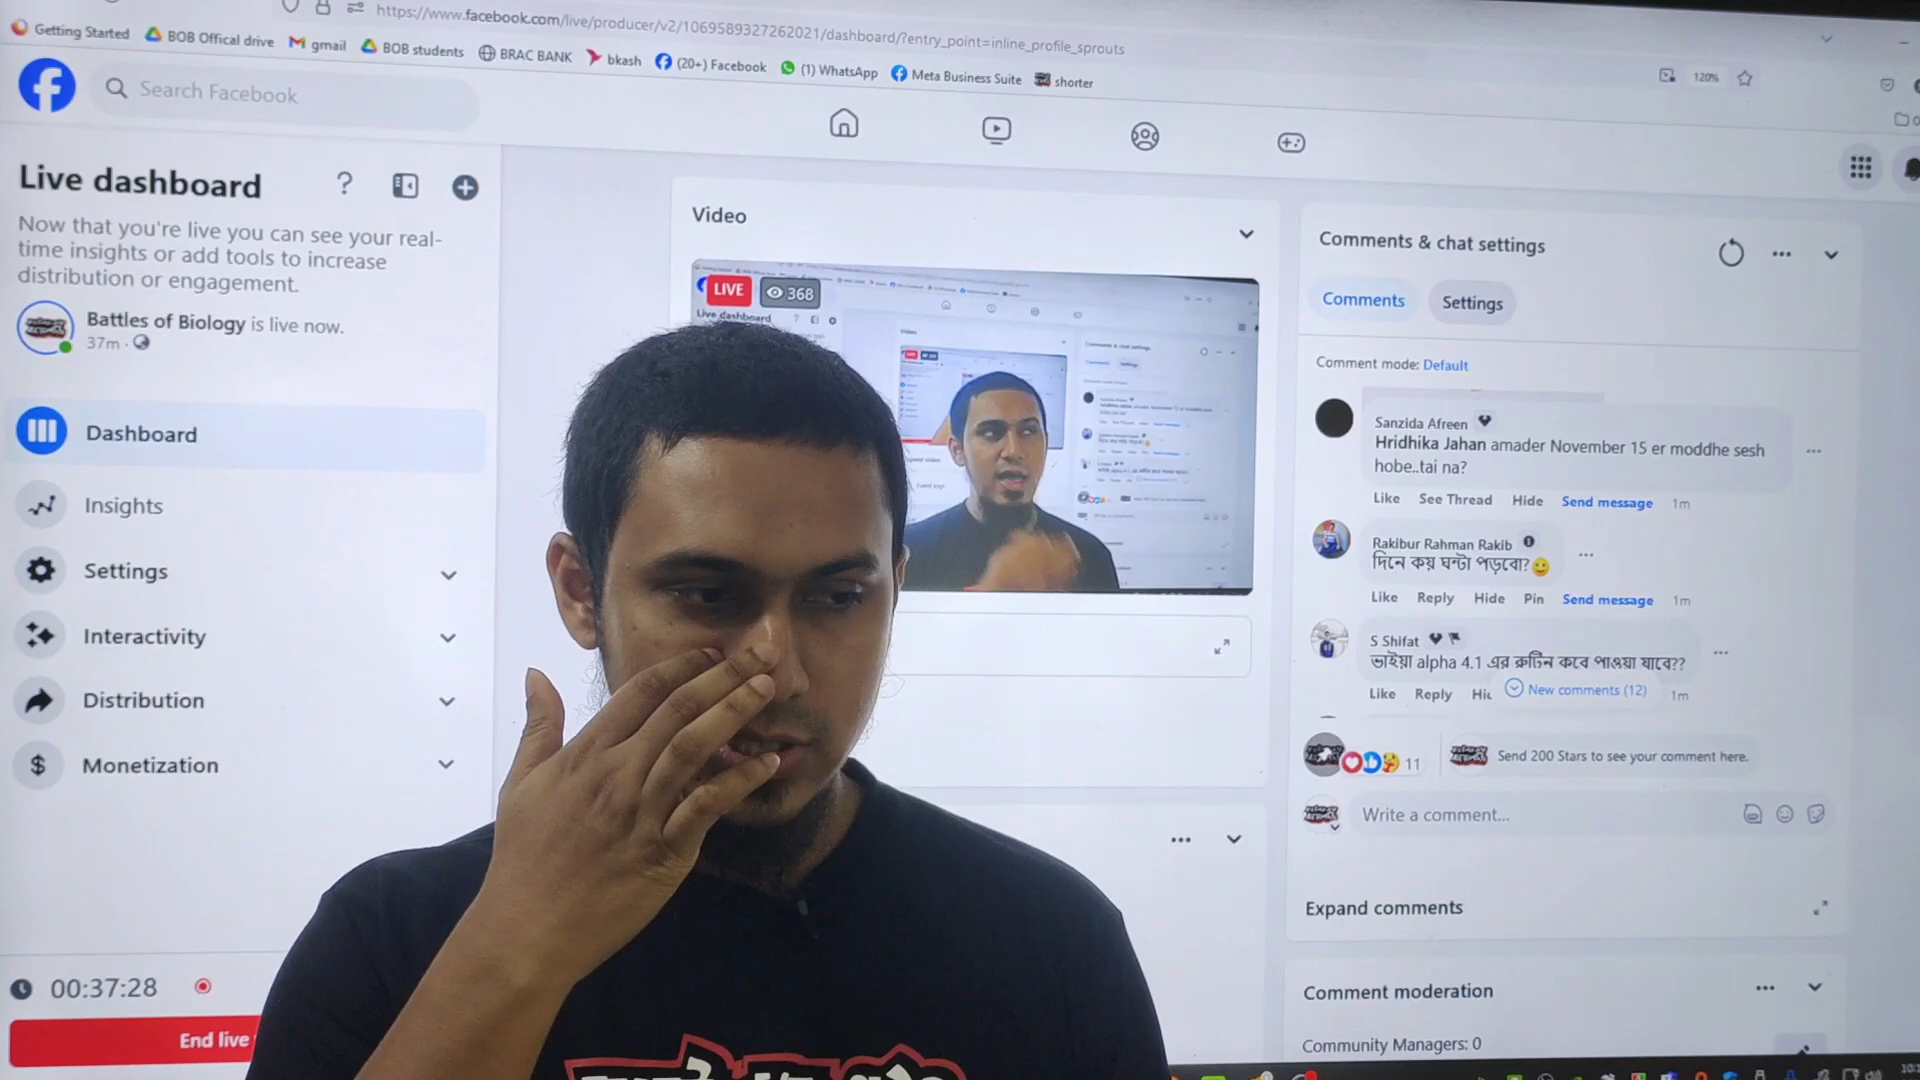 https://www.facebook.com/live/producer/v2/1069589327262021/dashboard/?entry_point=inline_profile_sprouts
Getting Started
BOB Offical drive
gmail
BOB students
BRAC BANK
bkash
(20+) Facebook
(1) WhatsApp
Meta Business Suite
shorter
120%
Search Facebook
Live dashboard
Now that you're live you can see your real-
time insights or add tools to increase
distribution or engagement.
Battles of Biology is live now.
37m
Dashboard
Insights
Settings
Interactivity
Distribution
Monetization
00:37:28
End live
Video
LIVE
368
Live dashboard
Comments & chat settings
Comments
Settings
Comment mode: Default
Sanzida Afreen
Hridhika Jahan amader November 15 er moddhe sesh
hobe..tai na?
Like See Thread Hide Send message 1m
Rakibur Rahman Rakib
দিনে কয় ঘন্টা পড়বো?
Like Reply Hide Pin Send message 1m
S Shifat
ভাইয়া alpha 4.1 এর রুটিন কবে পাওয়া যাবে??
Like Reply New comments (12) 1m
11
Send 200 Stars to see your comment here.
Write a comment...
Expand comments
Comment moderation
Community Managers: 0